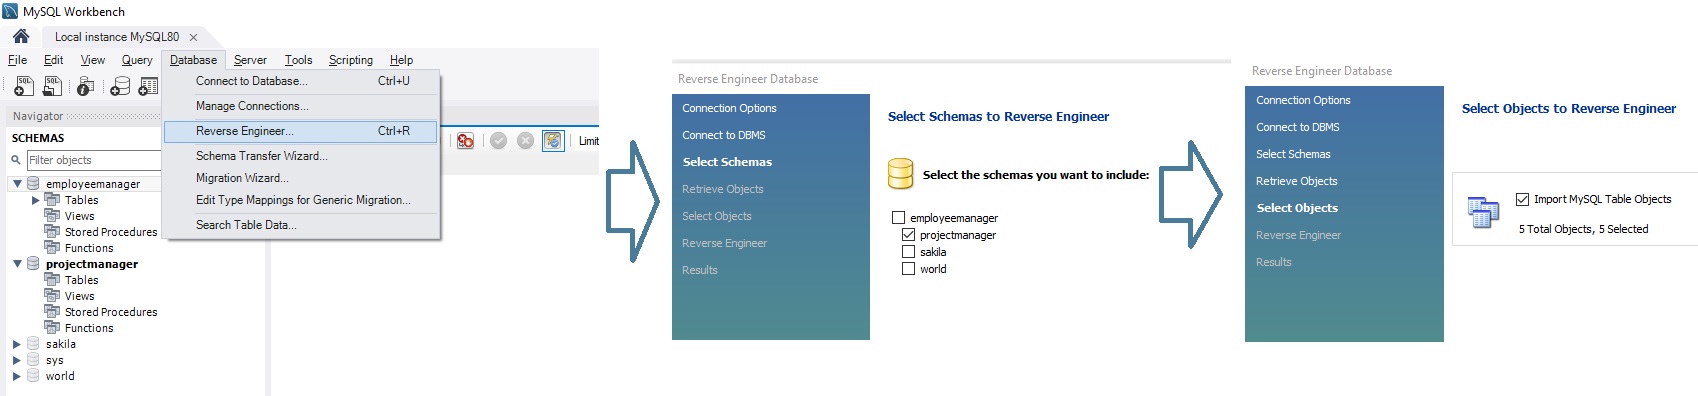 MySQL Workbench
Local instance MySQL80 ×
File Edit View Query Database Server Tools Scripting Help
SQL SQL
Connect to Database... Ctrl+U
Manage Connections...
Reverse Engineer... Ctrl+R
Schema Transfer Wizard...
Migration Wizard...
Edit Type Mappings for Generic Migration...
Search Table Data...
Limit
Navigator
SCHEMAS
Filter objects
employeemanager
Tables
Views
Stored Procedures
Functions
projectmanager
Tables
Views
Stored Procedures
Functions
sakila
sys
world
Reverse Engineer Database
Connection Options
Connect to DBMS
Select Schemas
Retrieve Objects
Select Objects
Reverse Engineer
Results
Select Schemas to Reverse Engineer
Select the schemas you want to include:
employeemanager
projectmanager
sakila
world
Reverse Engineer Database
Connection Options
Connect to DBMS
Select Schemas
Retrieve Objects
Select Objects
Reverse Engineer
Results
Select Objects to Reverse Engineer
Import MySQL Table Objects
5 Total Objects, 5 Selected